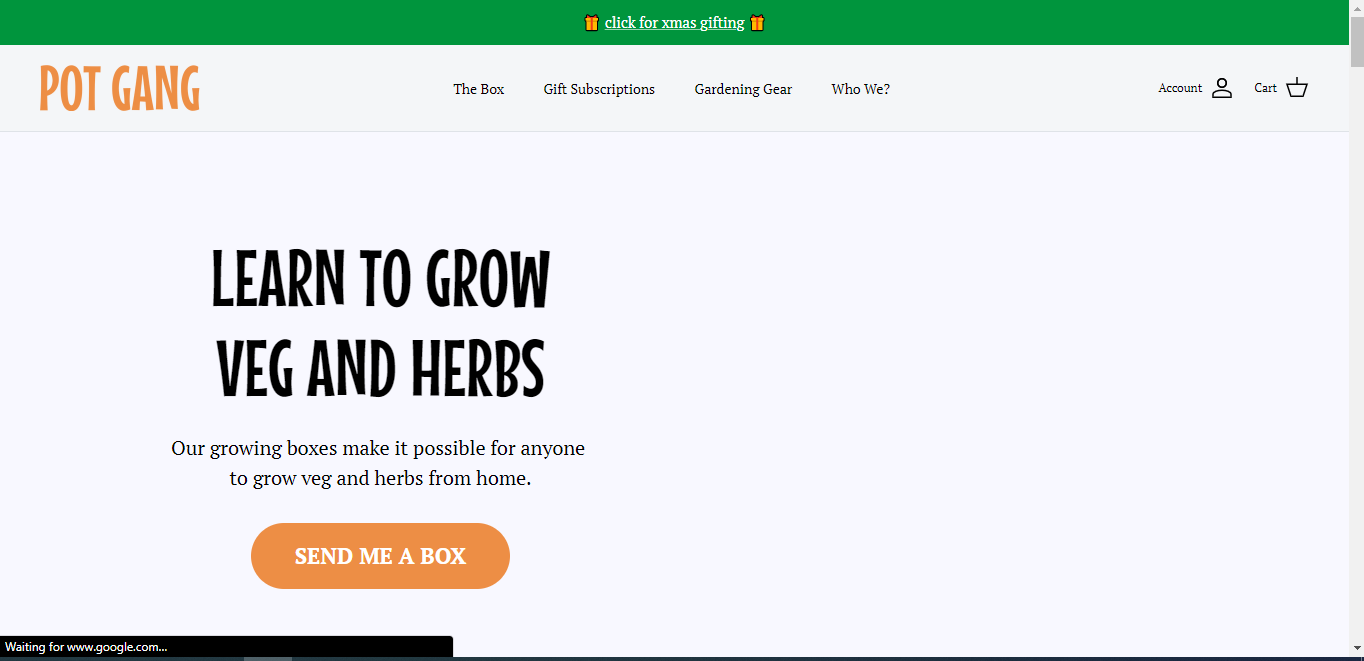 🎁 click for xmas gifting 🎁
POT GANG
The Box Gift Subscriptions Gardening Gear Who We?
Account Cart
LEARN TO GROW
VEG AND HERBS
Our growing boxes make it possible for anyone
to grow veg and herbs from home.
SEND ME A BOX
Waiting for www.google.com...